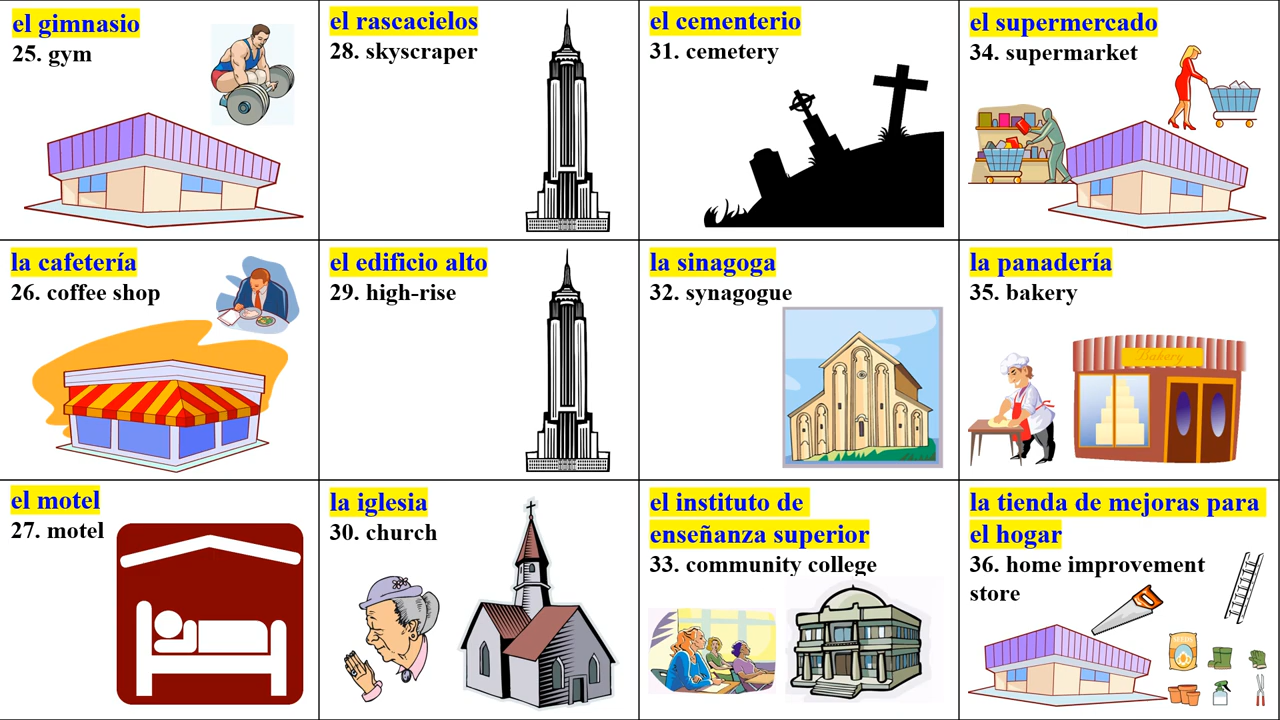 el gimnasio
25. gym
el rascacielos
28. skyscraper
el cementerio
31. cemetery
el supermercado
34. supermarket
la cafetería
26. coffee shop
el edificio alto
29. high-rise
la sinagoga
32. synagogue
la panadería
35. bakery
Bakery
el motel
27. motel
la iglesia
30. church
el instituto de
enseñanza superior
33. community college
la tienda de mejoras para
el hogar
36. home improvement
store